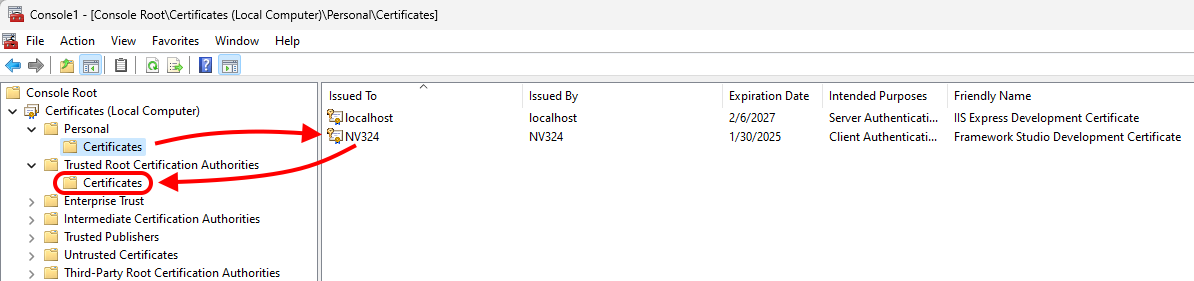 Console1 - [Console Root\Certificates (Local Computer)\Personal\Certificates]
File Action View Favorites Window Help
Console Root
Certificates (Local Computer)
Personal
Certificates
Trusted Root Certification Authorities
Certificates
Enterprise Trust
Intermediate Certification Authorities
Trusted Publishers
Untrusted Certificates
Third-Party Root Certification Authorities
Issued To Issued By Expiration Date Intended Purposes Friendly Name
localhost localhost 2/6/2027 Server Authenticati... IIS Express Development Certificate
NV324 NV324 1/30/2025 Client Authentication... Framework Studio Development Certificate